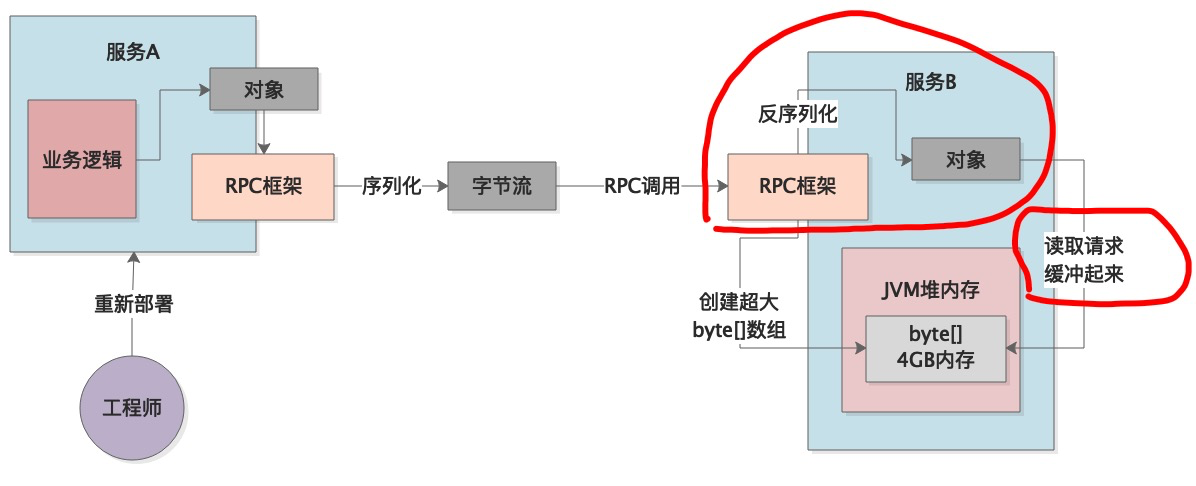 服务A
对象
业务逻辑
RPC框架
序列化
字节流
RPC调用
重新部署
工程师
服务B
反序列化
对象
RPC框架
读取请求
缓冲起来
创建超大
byte[]数组
JVM堆内存
byte[]
4GB内存